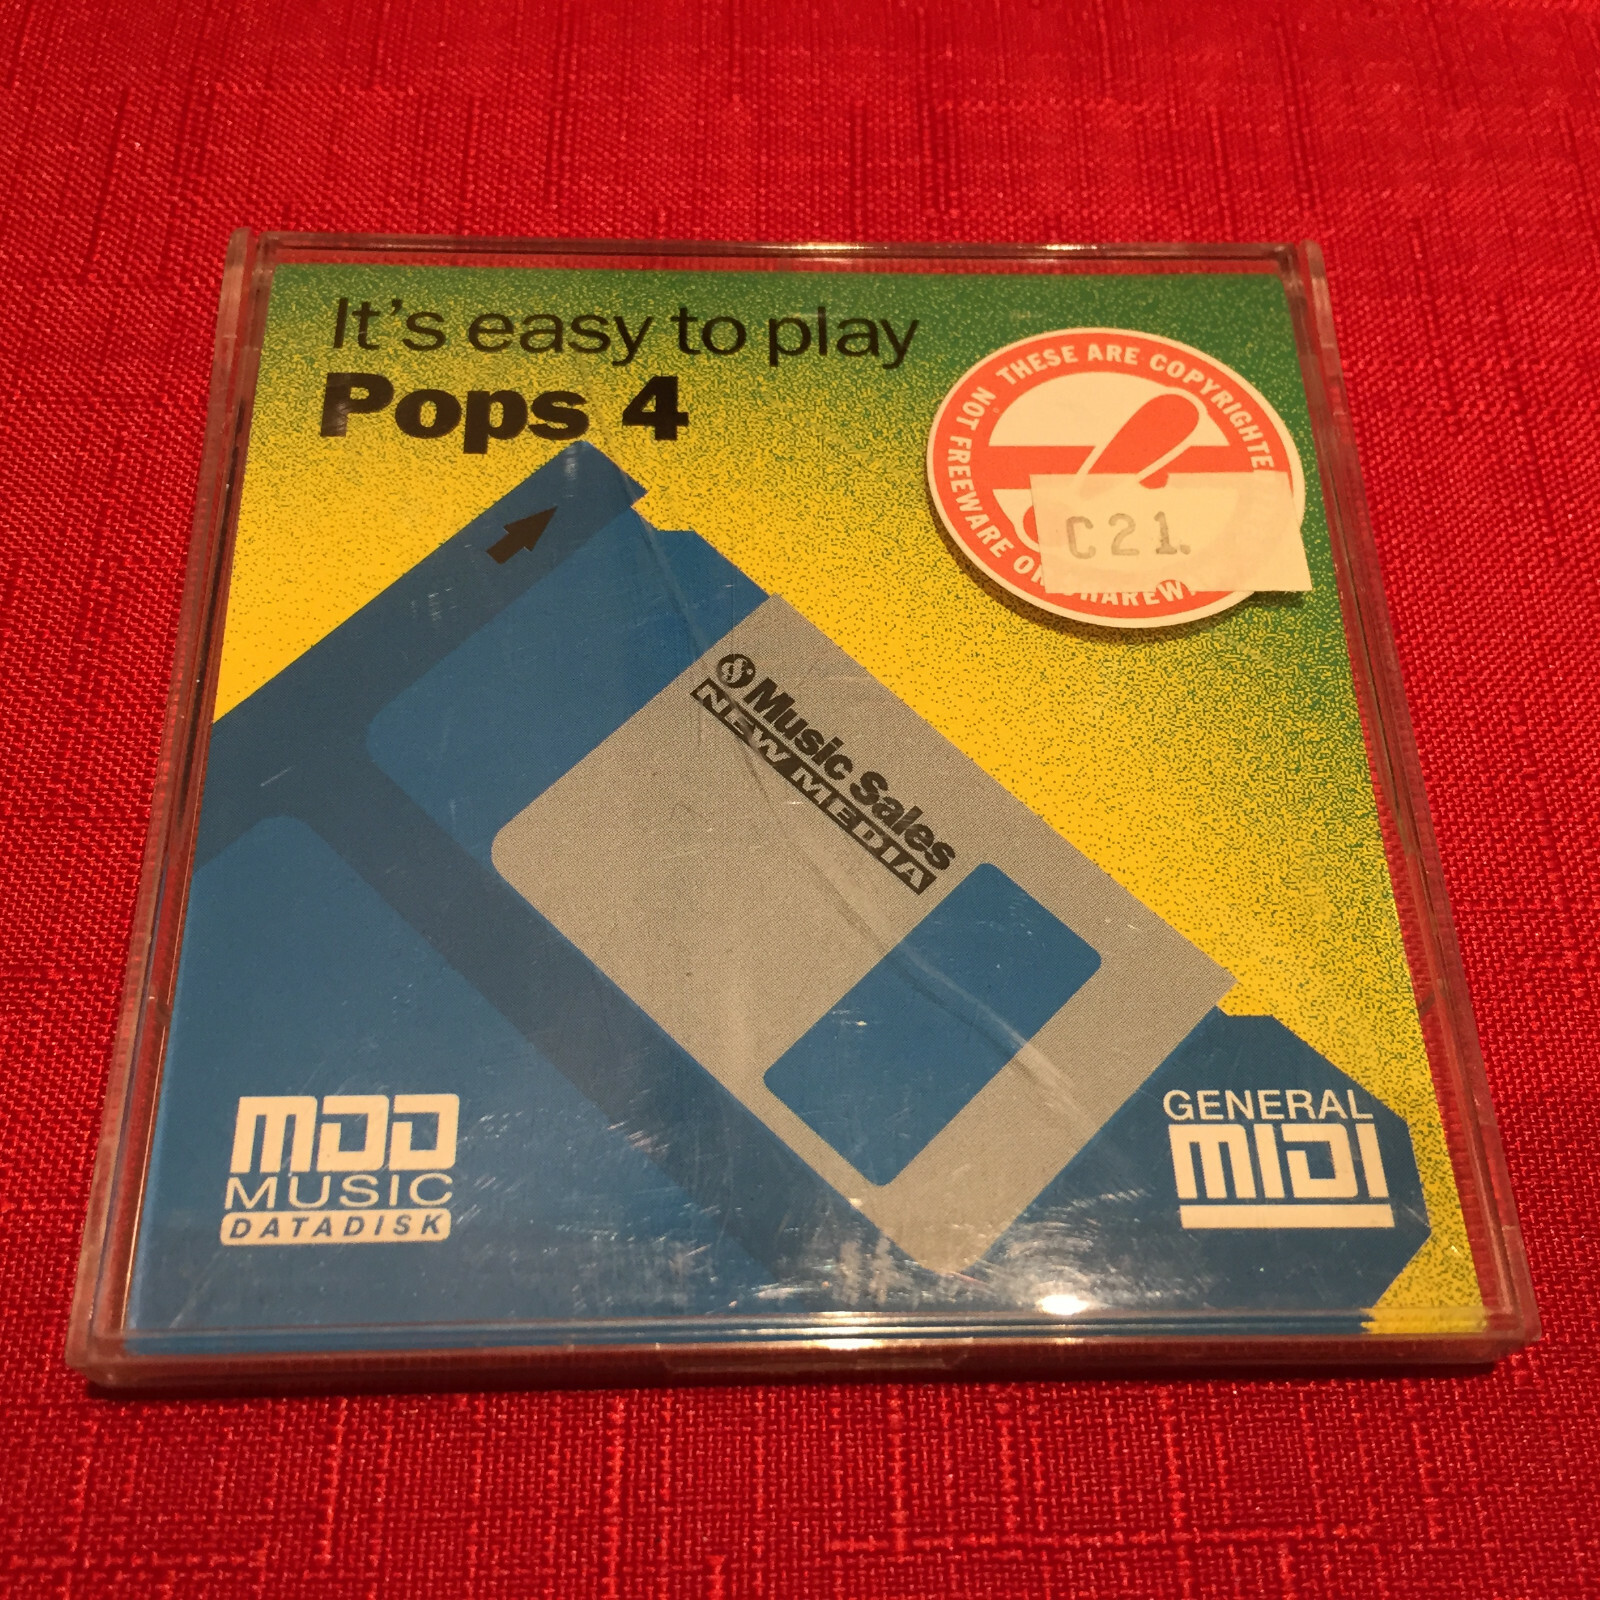 It's easy to play
Pops 4
THESE ARE COPYRIGHTE
NOT FREEWARE O
HAREW
C21.
Music Sales
NEW MEDIA
MDD
MUSIC
DATADISK
GENERAL
MIDI